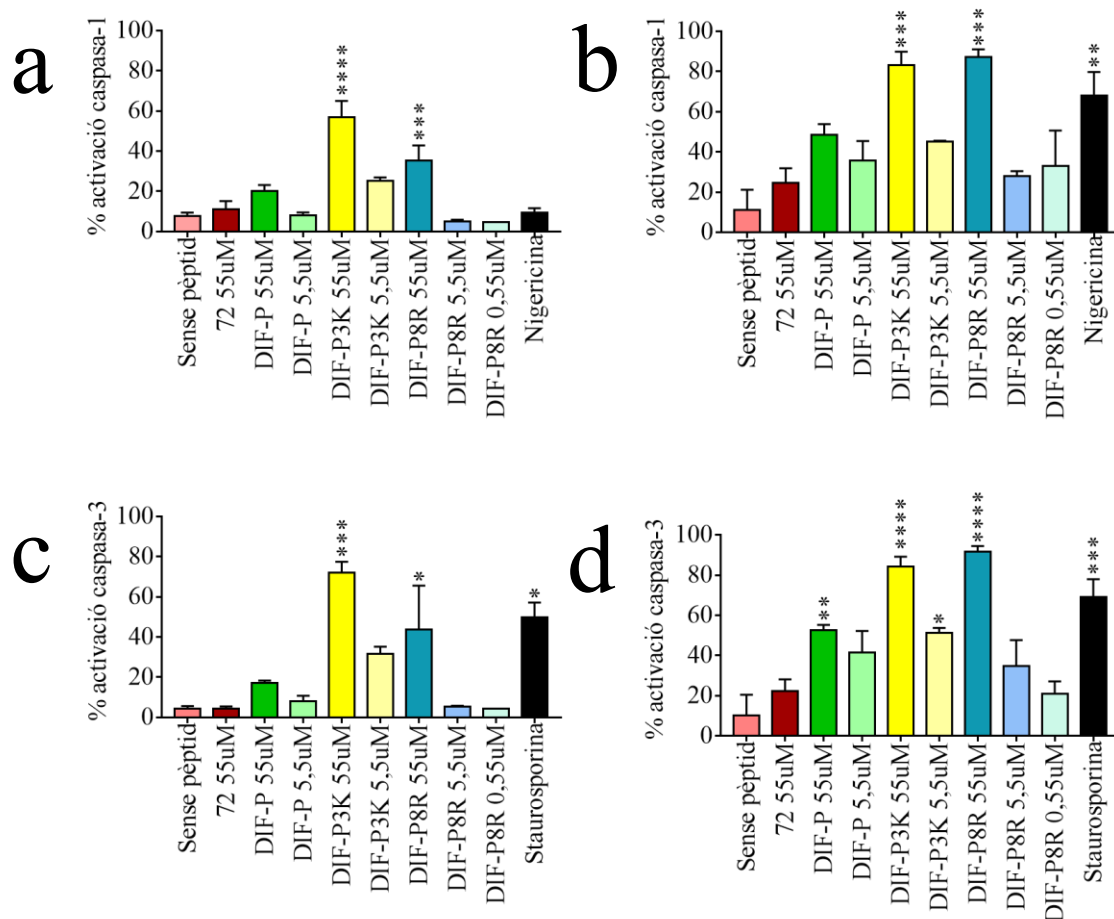 a
% activació caspasa-1
100
80
60
40
20
0
****
***
Sense pèptid
72 55uM
DIF-P 55uM
DIF-P 5,5uM
DIF-P3K 55uM
DIF-P3K 5,5uM
DIF-P8R 55uM
DIF-P8R 5,5uM
DIF-P8R 0,55uM
Nigericina
b
% activació caspasa-1
100
80
60
40
20
0
***
***
**
Sense pèptid
72 55uM
DIF-P 55uM
DIF-P 5,5uM
DIF-P3K 55uM
DIF-P3K 5,5uM
DIF-P8R 55uM
DIF-P8R 5,5uM
DIF-P8R 0,55uM
Nigericina
c
% activació caspasa-3
100
80
60
40
20
0
***
*
*
Sense pèptid
72 55uM
DIF-P 55uM
DIF-P 5,5uM
DIF-P3K 55uM
DIF-P3K 5,5uM
DIF-P8R 55uM
DIF-P8R 5,5uM
DIF-P8R 0,55uM
Staurosporina
d
% activació caspasa-3
100
80
60
40
20
0
**
****
*
****
***
Sense pèptid
72 55uM
DIF-P 55uM
DIF-P 5,5uM
DIF-P3K 55uM
DIF-P3K 5,5uM
DIF-P8R 55uM
DIF-P8R 5,5uM
DIF-P8R 0,55uM
Staurosporina